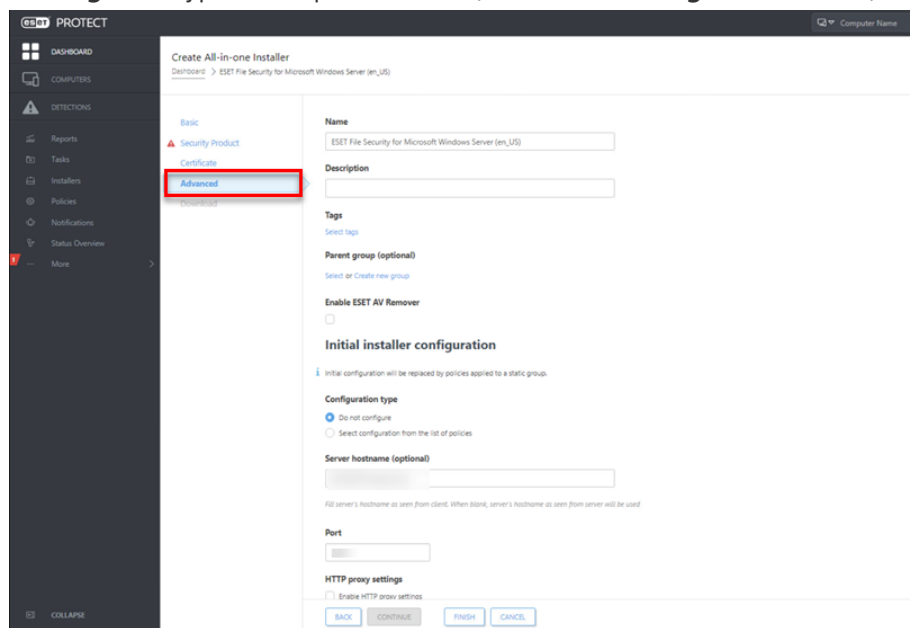 eset PROTECT
Computer Name
DASHBOARD
COMPUTERS
DETECTIONS
Reports
Tasks
Installers
Policies
Notifications
Status Overview
More
COLLAPSE
Create All-in-one Installer
Dashboard > ESET File Security for Microsoft Windows Server (en_US)
Basic
Security Product
Certificate
Advanced
Download
Name
ESET File Security for Microsoft Windows Server (en_US)
Description
Tags
Select tags
Parent group (optional)
Select or Create new group
Enable ESET AV Remover
Initial installer configuration
Initial configuration will be replaced by policies applied to a static group.
Configuration type
Do not configure
Select configuration from the list of policies
Server hostname (optional)
Fill server's hostname as seen from client. When blank, server's hostname as seen from server will be used
Port
HTTP proxy settings
Enable HTTP proxy settings
BACK CONTINUE FINISH CANCEL